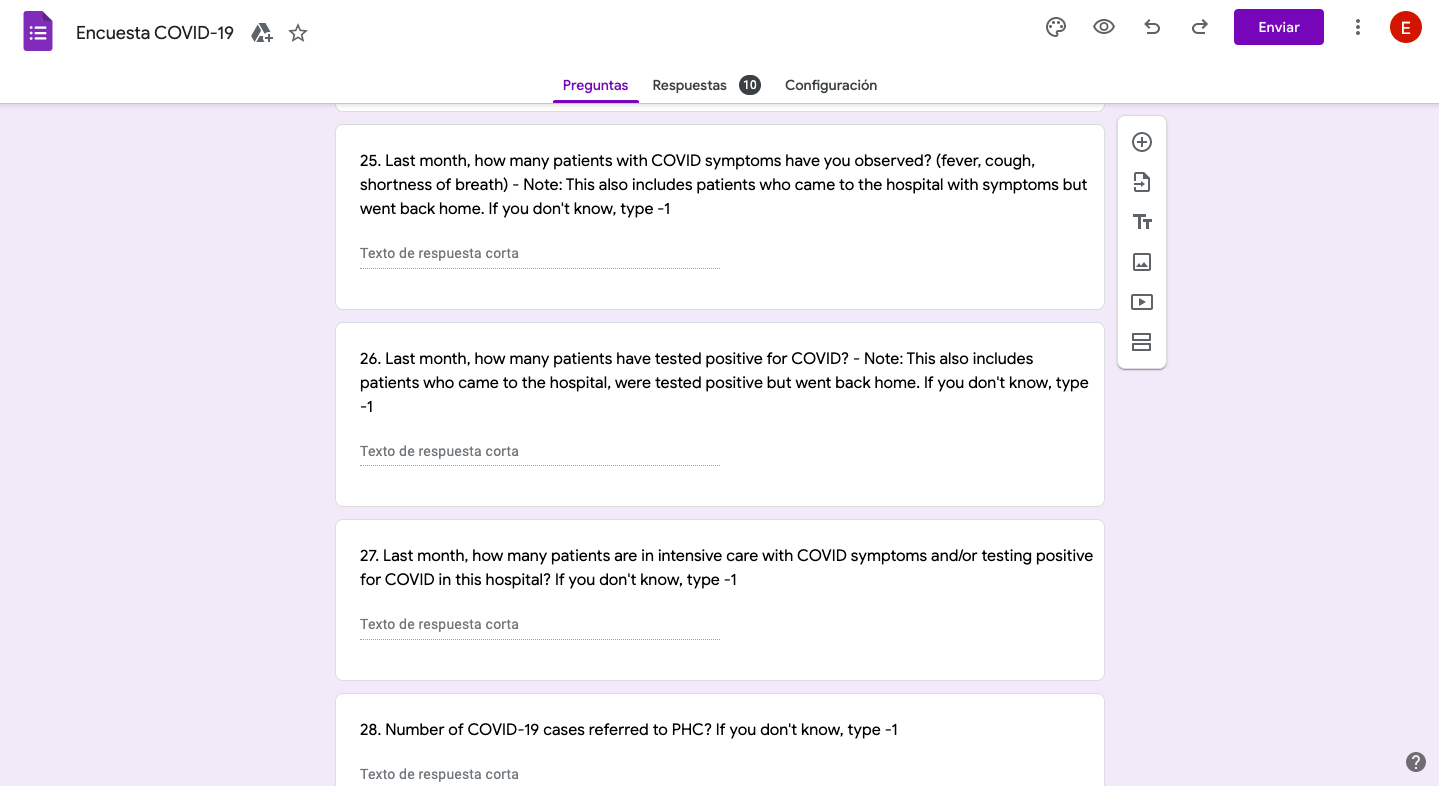 Encuesta COVID-19
Enviar
E
Preguntas
Respuestas 10
Configuración
25. Last month, how many patients with COVID symptoms have you observed? (fever, cough,
shortness of breath) - Note: This also includes patients who came to the hospital with symptoms but
went back home. If you don't know, type -1
Texto de respuesta corta
26. Last month, how many patients have tested positive for COVID? - Note: This also includes
patients who came to the hospital, were tested positive but went back home. If you don't know, type
-1
Texto de respuesta corta
27. Last month, how many patients are in intensive care with COVID symptoms and/or testing positive
for COVID in this hospital? If you don't know, type -1
Texto de respuesta corta
28. Number of COVID-19 cases referred to PHC? If you don't know, type -1
Texto de respuesta corta